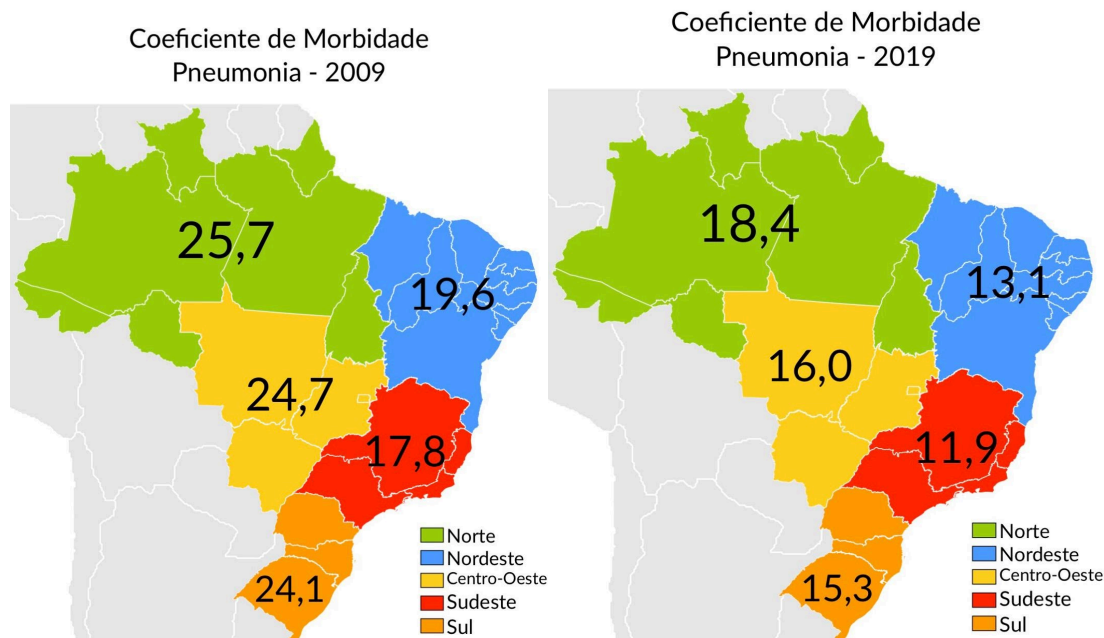 Coeficiente de Morbidade
Pneumonia - 2009
25,7
19,6
24,7
17,8
24,1
Norte
Nordeste
Centro-Oeste
Sudeste
Sul
Coeficiente de Morbidade
Pneumonia - 2019
18,4
13,1
16,0
11,9
15,3
Norte
Nordeste
Centro-Oeste
Sudeste
Sul